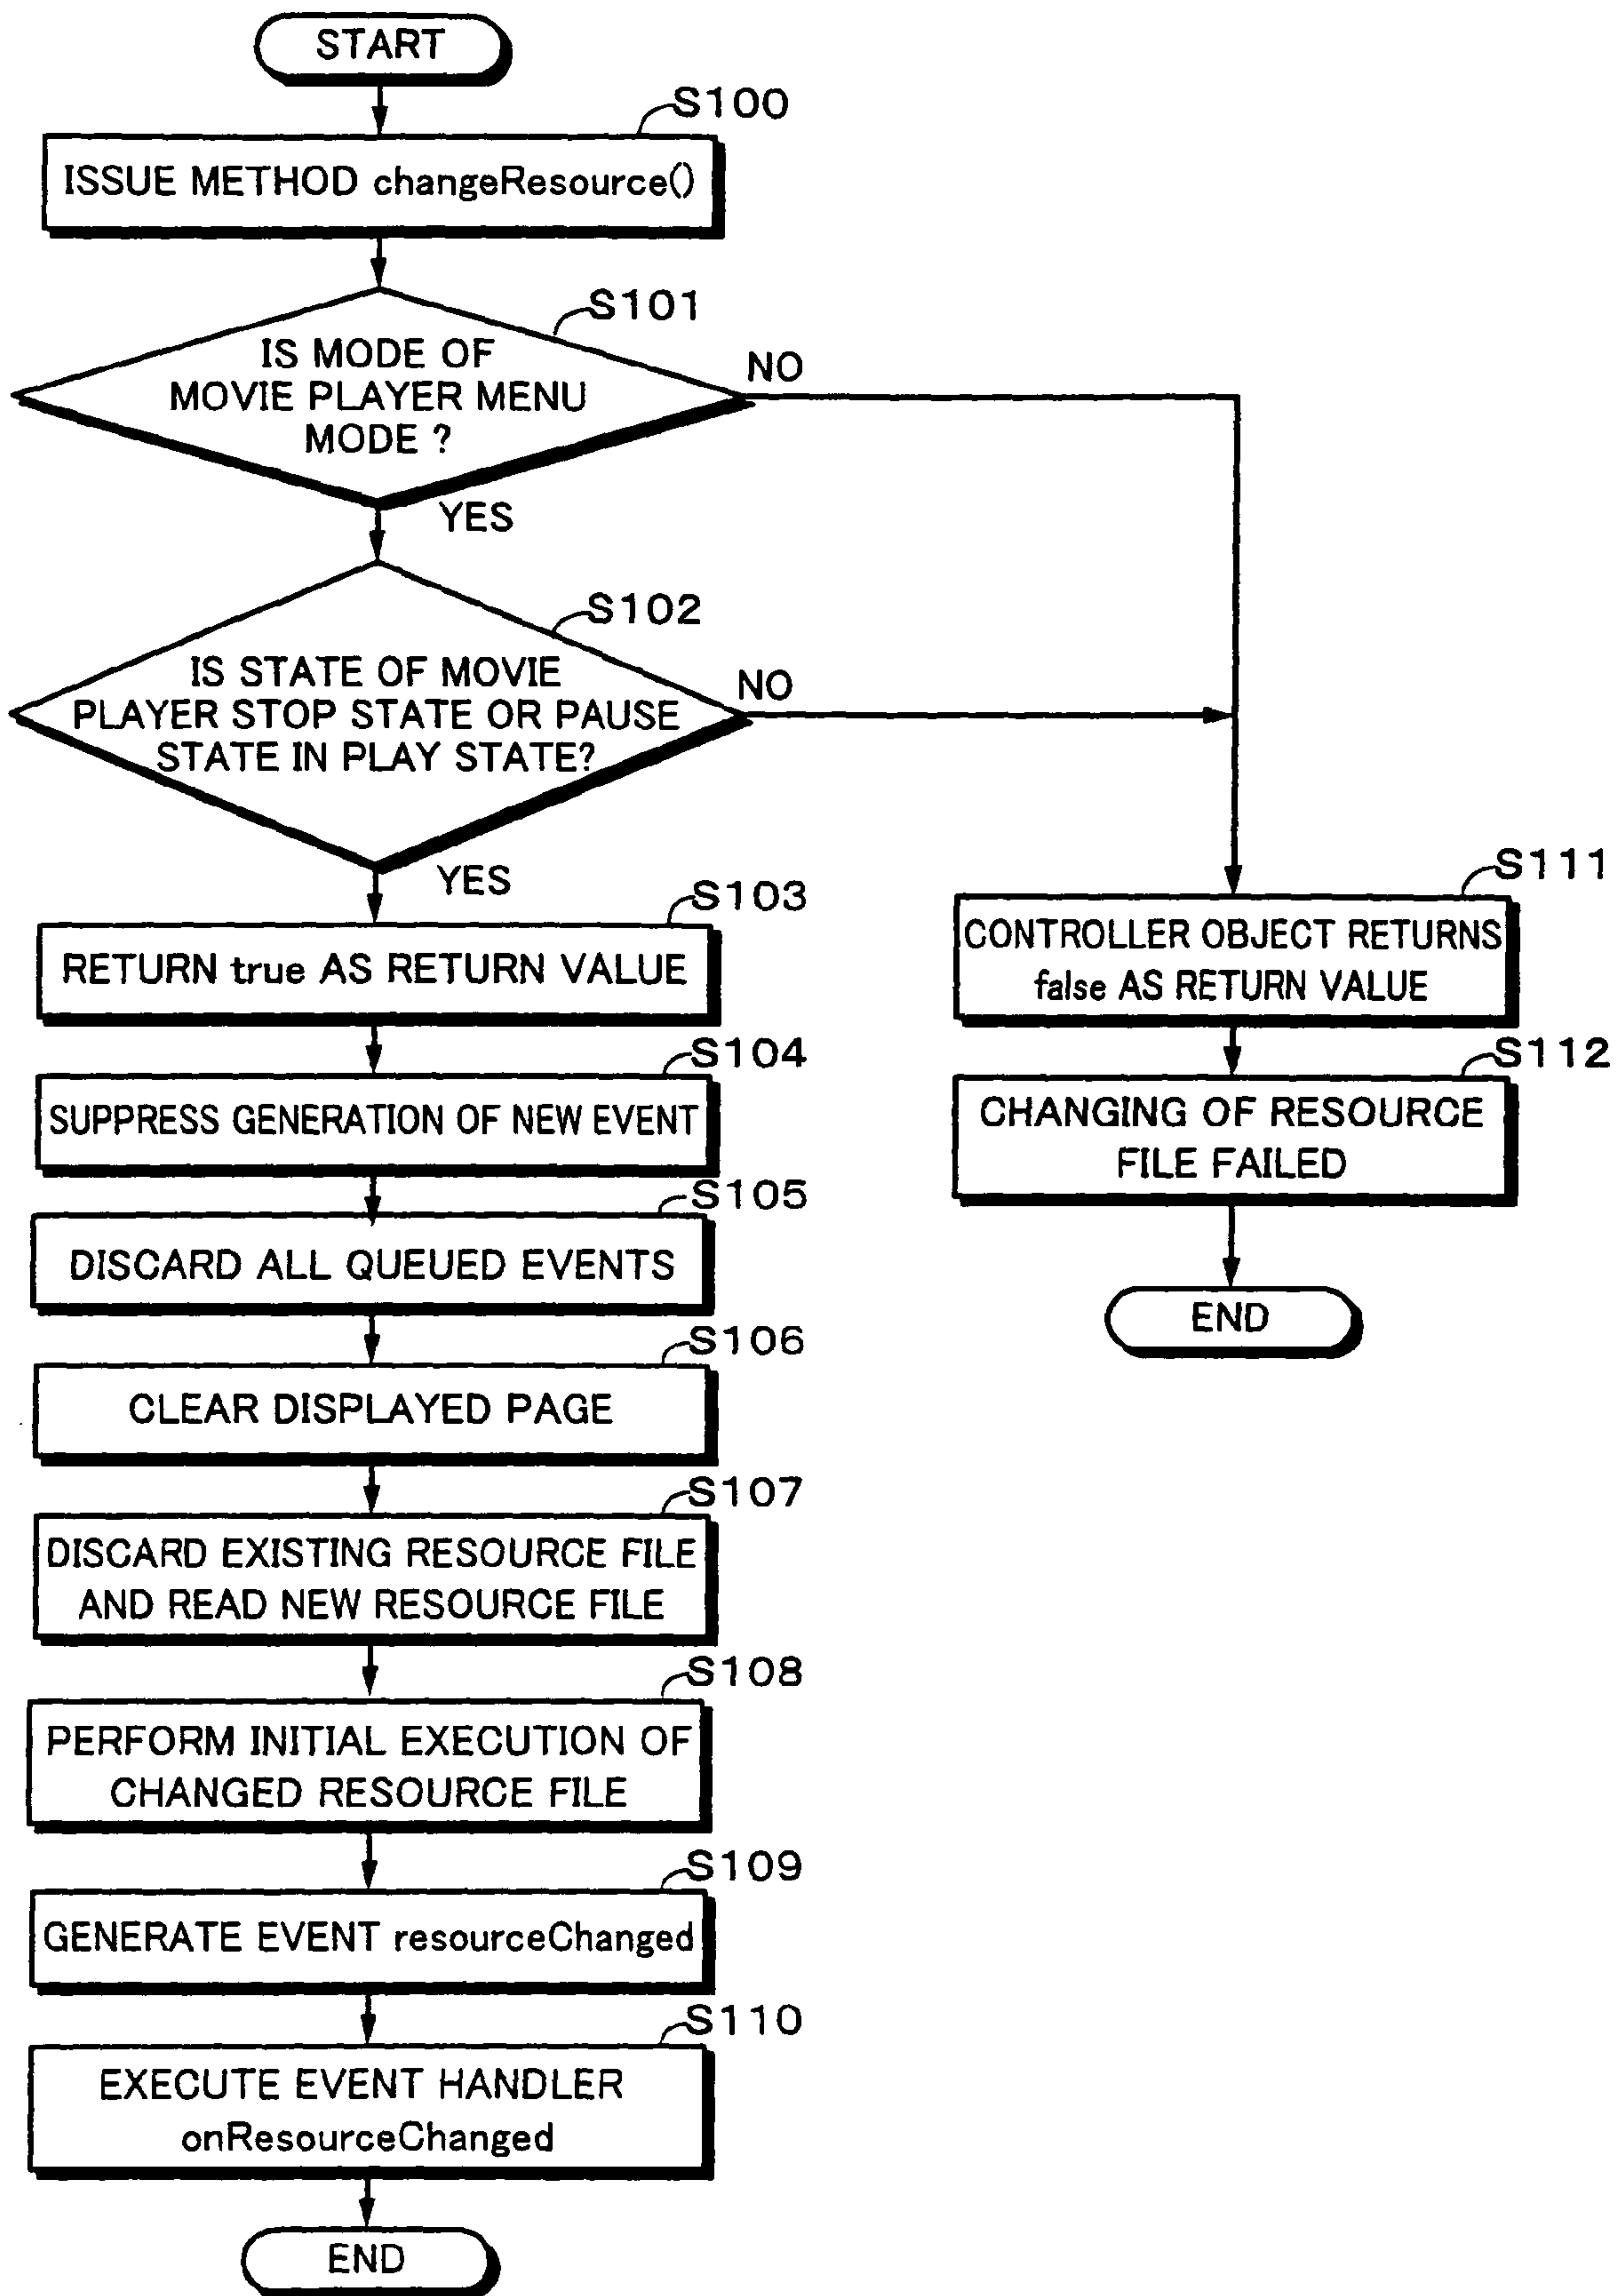 START
S100
ISSUE METHOD changeResource()
S101
IS MODE OF
MOVIE PLAYER MENU
MODE ?
NO
YES
S102
IS STATE OF MOVIE
PLAYER STOP STATE OR PAUSE
STATE IN PLAY STATE?
NO
YES
S103
RETURN true AS RETURN VALUE
S104
SUPPRESS GENERATION OF NEW EVENT
S105
DISCARD ALL QUEUED EVENTS
S106
CLEAR DISPLAYED PAGE
S107
DISCARD EXISTING RESOURCE FILE
AND READ NEW RESOURCE FILE
S108
PERFORM INITIAL EXECUTION OF
CHANGED RESOURCE FILE
S109
GENERATE EVENT resourceChanged
S110
EXECUTE EVENT HANDLER
onResourceChanged
END
S111
CONTROLLER OBJECT RETURNS
false AS RETURN VALUE
S112
CHANGING OF RESOURCE
FILE FAILED
END